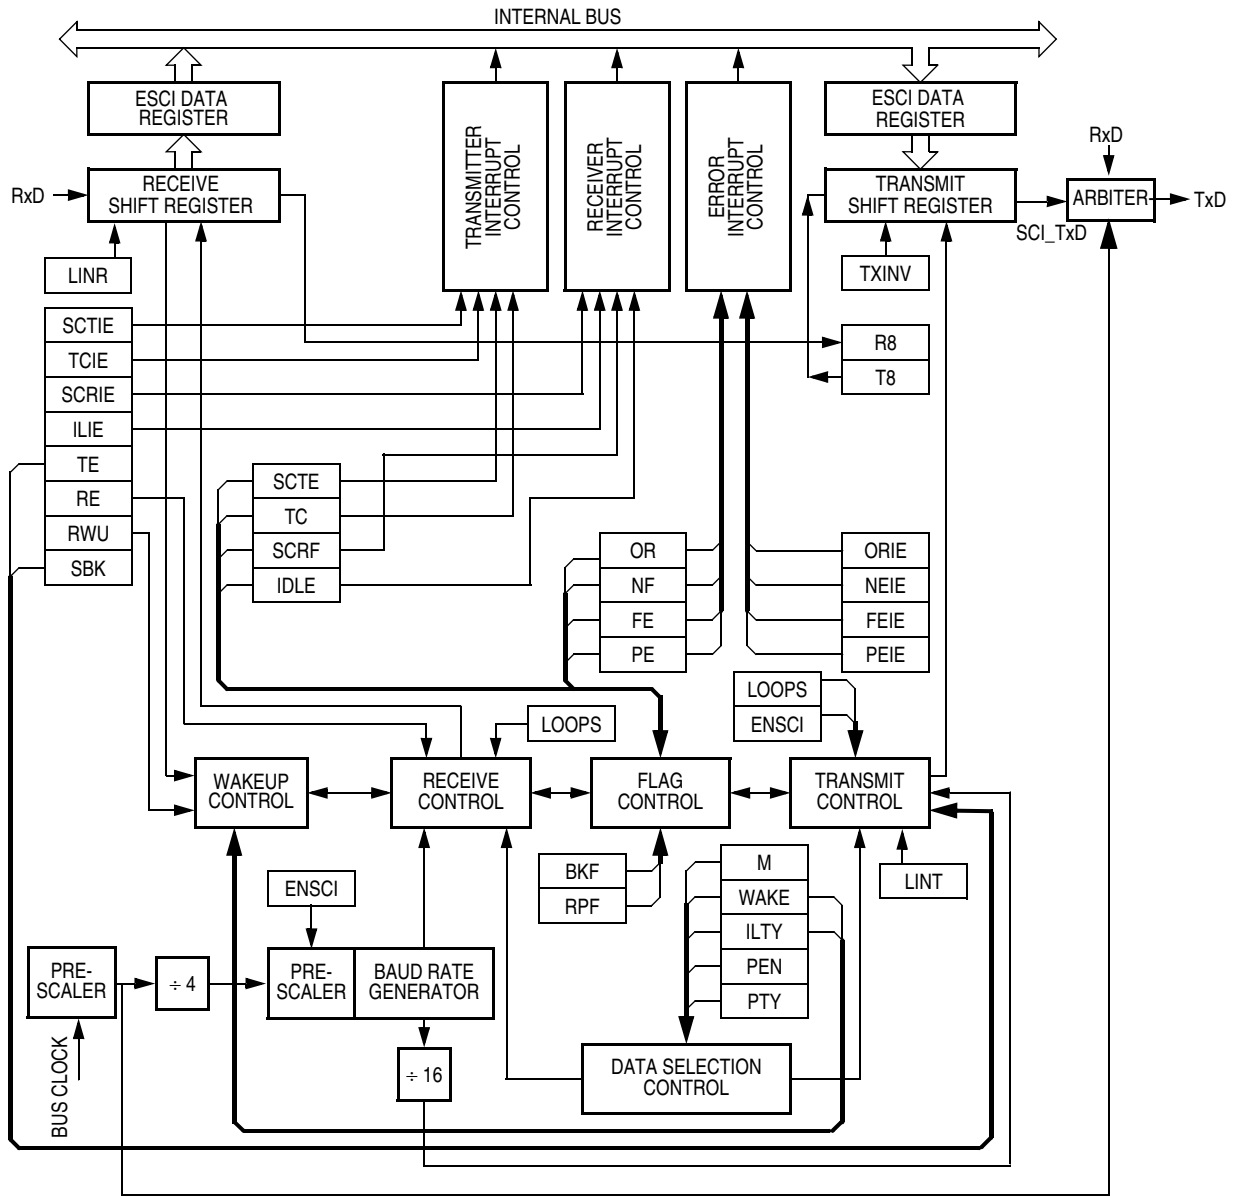 INTERNAL BUS
ESCI DATA
REGISTER
ESCI DATA
REGISTER
TRANSMITTER
INTERRUPT
CONTROL
RECEIVER
INTERRUPT
CONTROL
ERROR
INTERRUPT
CONTROL
RxD
RxD
RECEIVE
SHIFT REGISTER
TRANSMIT
SHIFT REGISTER
ARBITER
TxD
SCI_TxD
LINR
TXINV
SCTIE
TCIE
SCRIE
ILIE
TE
RE
RWU
SBK
R8
T8
SCTE
TC
SCRF
IDLE
OR
NF
FE
PE
ORIE
NEIE
FEIE
PEIE
LOOPS
ENSCI
LOOPS
WAKEUP
CONTROL
RECEIVE
CONTROL
FLAG
CONTROL
TRANSMIT
CONTROL
BKF
RPF
M
WAKE
ILTY
PEN
PTY
LINT
ENSCI
PRE-
SCALER
÷ 4
PRE-
SCALER
BAUD RATE
GENERATOR
BUS CLOCK
÷ 16
DATA SELECTION
CONTROL